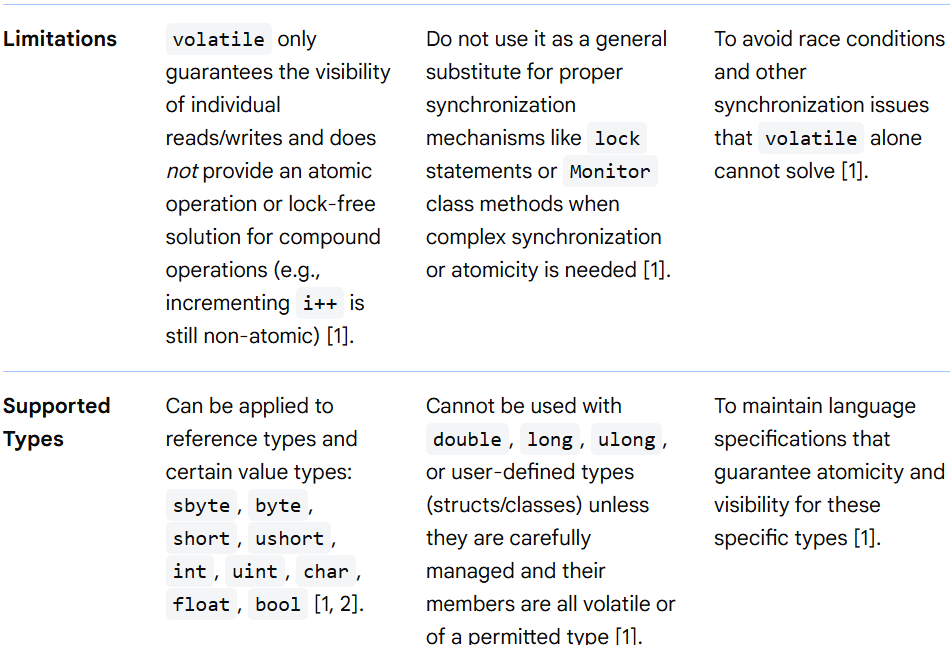 Limitations
volatile only
guarantees the visibility
of individual
reads/writes and does
not provide an atomic
operation or lock-free
solution for compound
operations (e.g.,
incrementing i++ is
still non-atomic) [1].
Do not use it as a general
substitute for proper
synchronization
mechanisms like lock
statements or Monitor
class methods when
complex synchronization
or atomicity is needed [1].
To avoid race conditions
and other
synchronization issues
that volatile alone
cannot solve [1].
Supported
Types
Can be applied to
reference types and
certain value types:
sbyte, byte,
short, ushort,
int, uint, char,
float, bool [1, 2].
Cannot be used with
double, long, ulong,
or user-defined types
(structs/classes) unless
they are carefully
managed and their
members are all volatile or
of a permitted type [1].
To maintain language
specifications that
guarantee atomicity and
visibility for these
specific types [1].